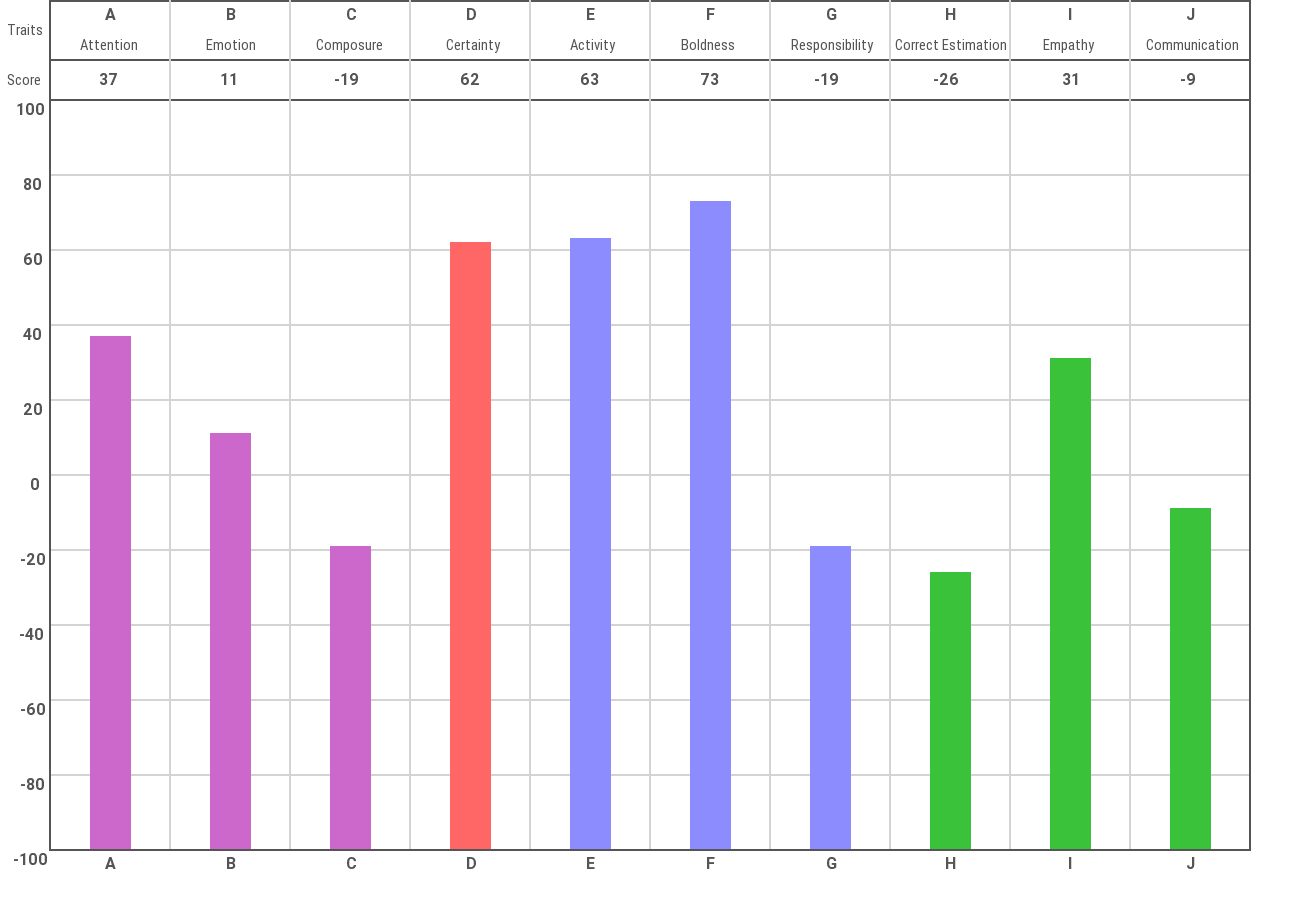 A B C D E F G H I J
Traits
Attention Emotion Composure Certainty Activity Boldness Responsibility Correct Estimation Empathy Communication
Score 37 11 -19 62 63 73 -19 -26 31 -9
100
80
60
40
20
0
-20
-40
-60
-80
-100
A B C D E F G H I J